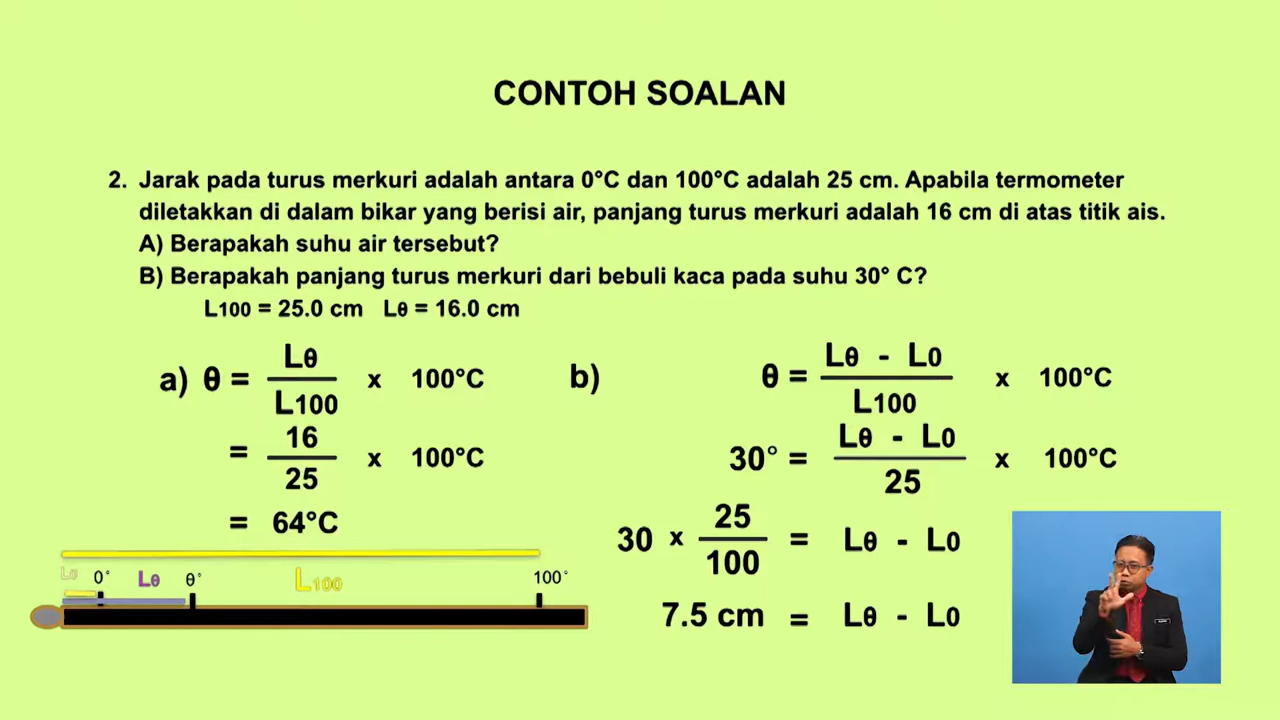 CONTOH SOALAN
2. Jarak pada turus merkuri adalah antara 0°C dan 100°C adalah 25 cm. Apabila termometer
diletakkan di dalam bikar yang berisi air, panjang turus merkuri adalah 16 cm di atas titik ais.
A) Berapakah suhu air tersebut?
B) Berapakah panjang turus merkuri dari bebuli kaca pada suhu 30° C?
L100 = 25.0 cm Lθ = 16.0 cm
a) θ = Lθ / L100 x 100°C
= 16 / 25 x 100°C
= 64°C
b) θ = Lθ - L0 / L100 x 100°C
30° = Lθ - L0 / 25 x 100°C
30 x 25 / 100 = Lθ - L0
7.5 cm = Lθ - L0
L0 0° Lθ θ° L100 100°